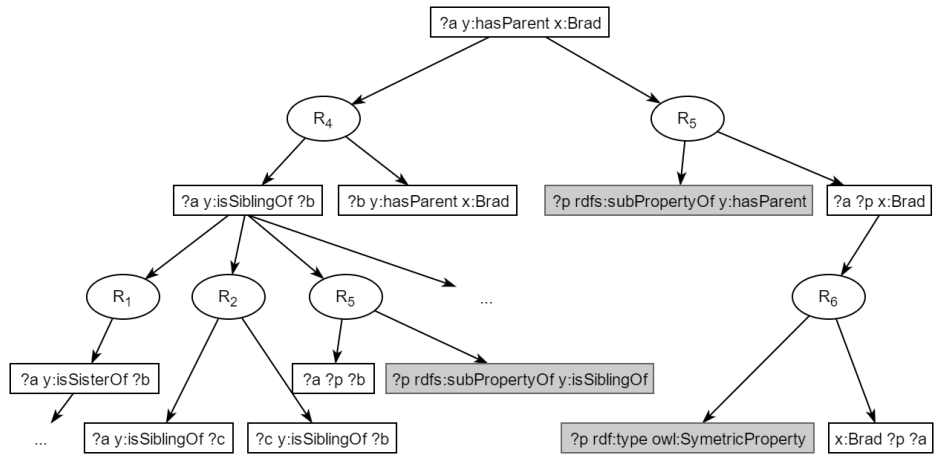 ?a y:hasParent x:Brad
R4
R5
?a y:isSiblingOf ?b
?b y:hasParent x:Brad
?p rdfs:subPropertyOf y:hasParent
?a ?p x:Brad
R1
R2
R5
...
R6
?a y:isSisterOf ?b
?a ?p ?b
?p rdfs:subPropertyOf y:isSiblingOf
...
?a y:isSiblingOf ?c
?c y:isSiblingOf ?b
?p rdf:type owl:SymetricProperty
x:Brad ?p ?a